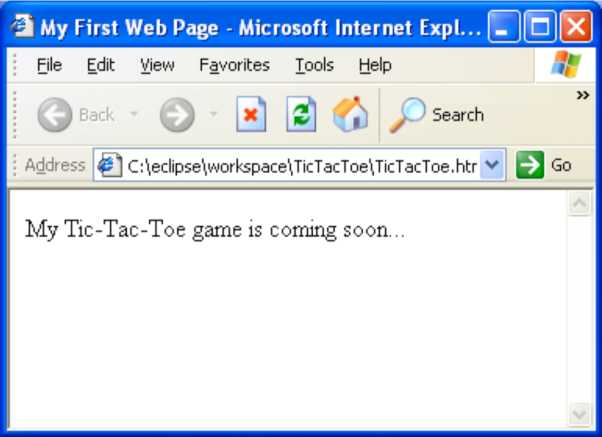 My First Web Page - Microsoft Internet Expl...
File Edit View Favorites Tools Help
Back Search »
Address C:\eclipse\workspace\TicTacToe\TicTacToe.htr Go
My Tic-Tac-Toe game is coming soon...